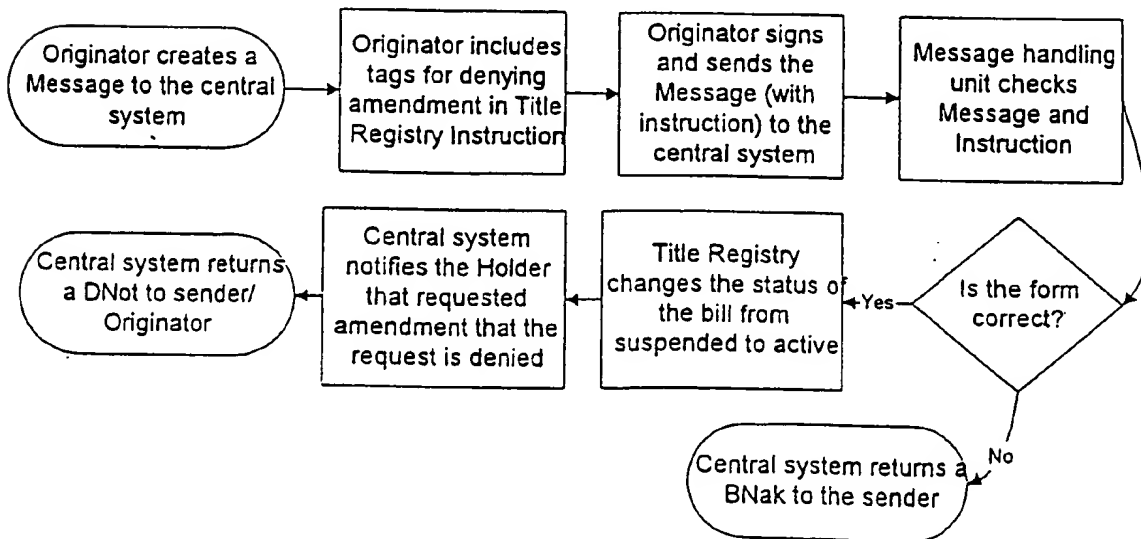 Originator creates a
Message to the central
system
Originator includes
tags for denying
amendment in Title
Registry Instruction
Originator signs
and sends the
Message (with
instruction) to the
central system
Message handling
unit checks
Message and
Instruction
Is the form
correct?
Yes
Title Registry
changes the status of
the bill from
suspended to active
Central system
notifies the Holder
that requested
amendment that the
request is denied
Central system returns
a DNot to sender/
Originator
No
Central system returns a
BNak to the sender